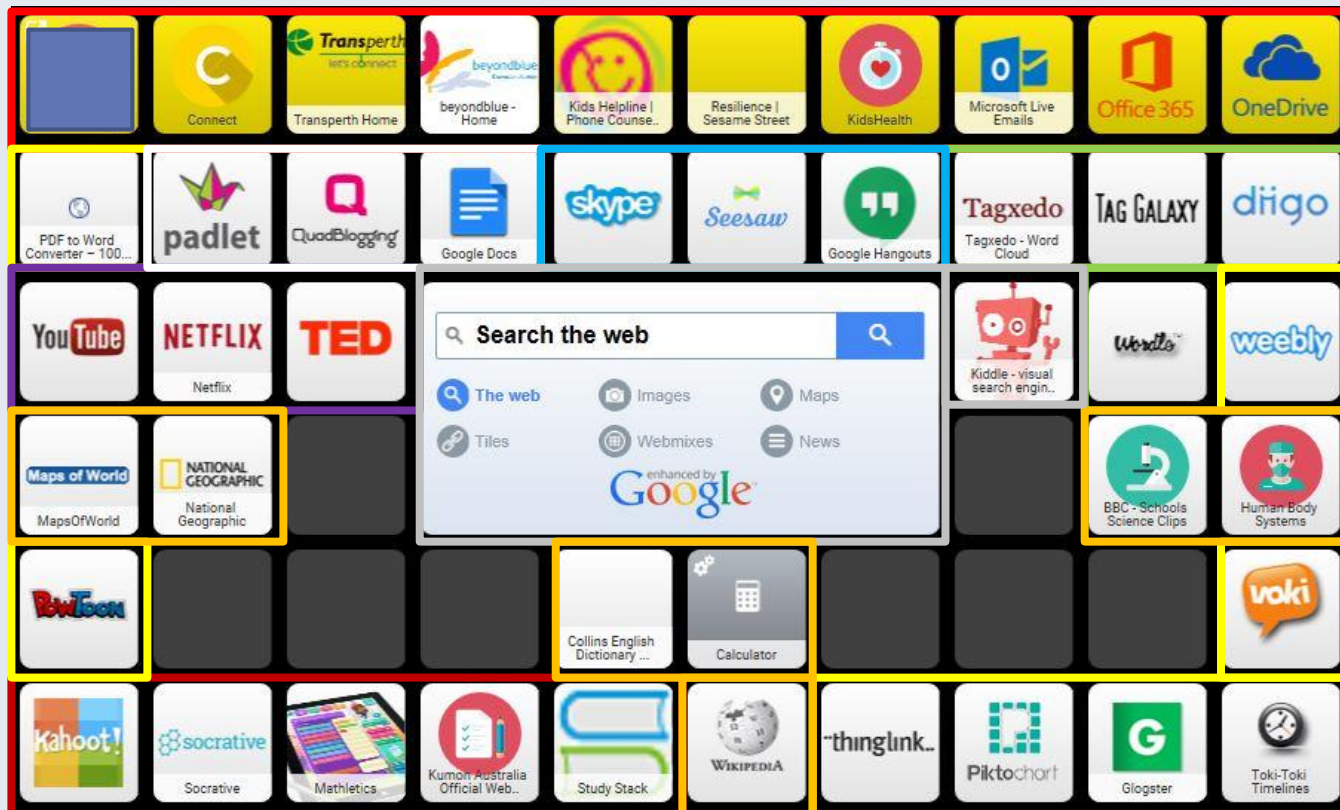 C
Connect
Transperth
let's connect
Transperth Home
beyondblue
beyondblue -
Home
Kids Helpline |
Phone Counse..
Resilience |
Sesame Street
KidsHealth
Microsoft Live
Emails
Office 365
OneDrive
PDF to Word
Converter – 100...
padlet
Q
QuadBlogging
Google Docs
skype
Seesaw
Google Hangouts
Tagxedo
Tagxedo - Word
Cloud
TAG GALAXY
diigo
YouTube
NETFLIX
Netflix
TED
Search the web
The web
Images
Maps
Tiles
Webmixes
News
enhanced by
Google
Kiddle - visual
search engin..
Wordle
weebly
Maps of World
MapsOfWorld
NATIONAL
GEOGRAPHIC
National
Geographic
BBC - Schools
Science Clips
Human Body
Systems
PowToon
Collins English
Dictionary ...
Calculator
voki
Kahoot!
socrative
Socrative
Mathletics
Kumon Australia
Official Web..
Study Stack
WIKIPEDIA
thinglink..
Piktochart
G
Glogster
Toki-Toki
Timelines